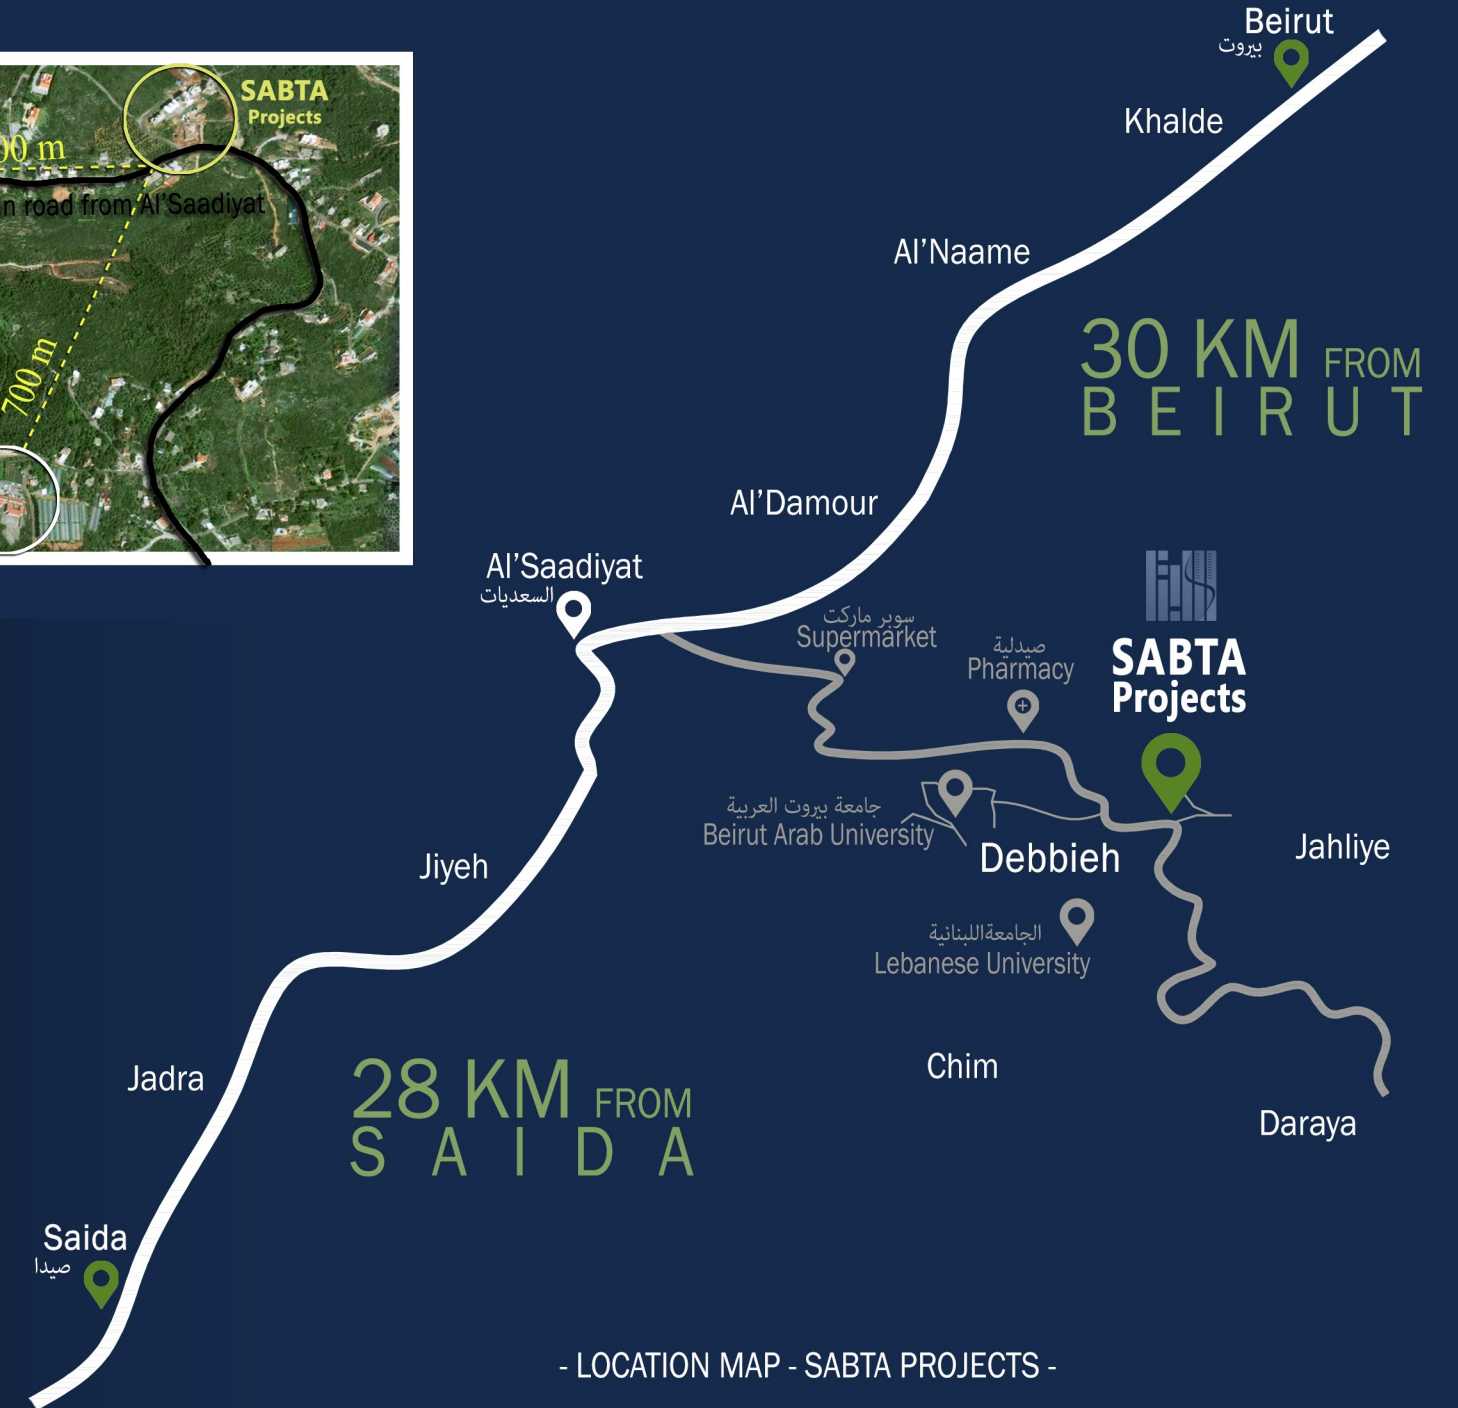 Beirut
بيروت
Khalde
SABTA
Projects
00 m
n road from Al'Saadiyat
700 m
Al'Naame
30 KM FROM
BEIRUT
Al'Damour
Al'Saadiyat
السعديات
سوبر ماركت
Supermarket
صيدلية
Pharmacy
SABTA
Projects
جامعة بيروت العربية
Beirut Arab University
Debbieh
Jahliye
Jiyeh
الجامعةاللبنانية
Lebanese University
Chim
Jadra
28 KM FROM
SAIDA
Daraya
Saida
صيدا
- LOCATION MAP - SABTA PROJECTS -